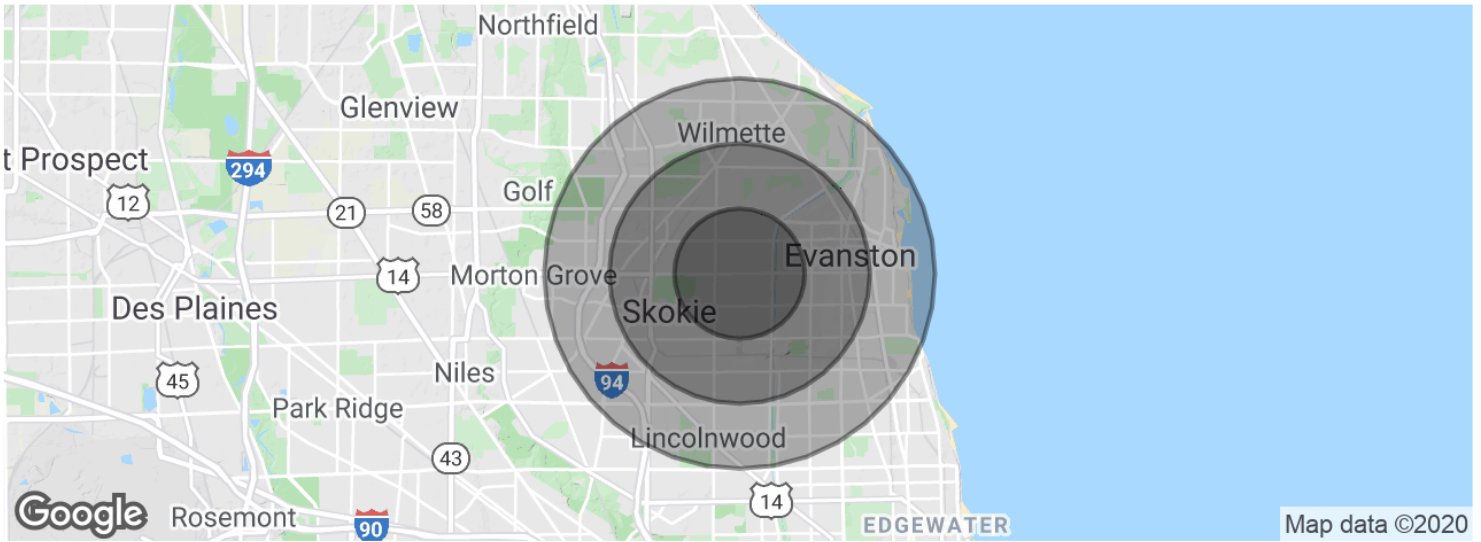 Northfield
Glenview
Wilmette
t Prospect
294
Golf
12
21
58
Evanston
14
Morton Grove
Des Plaines
Skokie
45
Niles
94
Park Ridge
Lincolnwood
43
14
Google
Rosemont
90
EDGEWATER
Map data ©2020